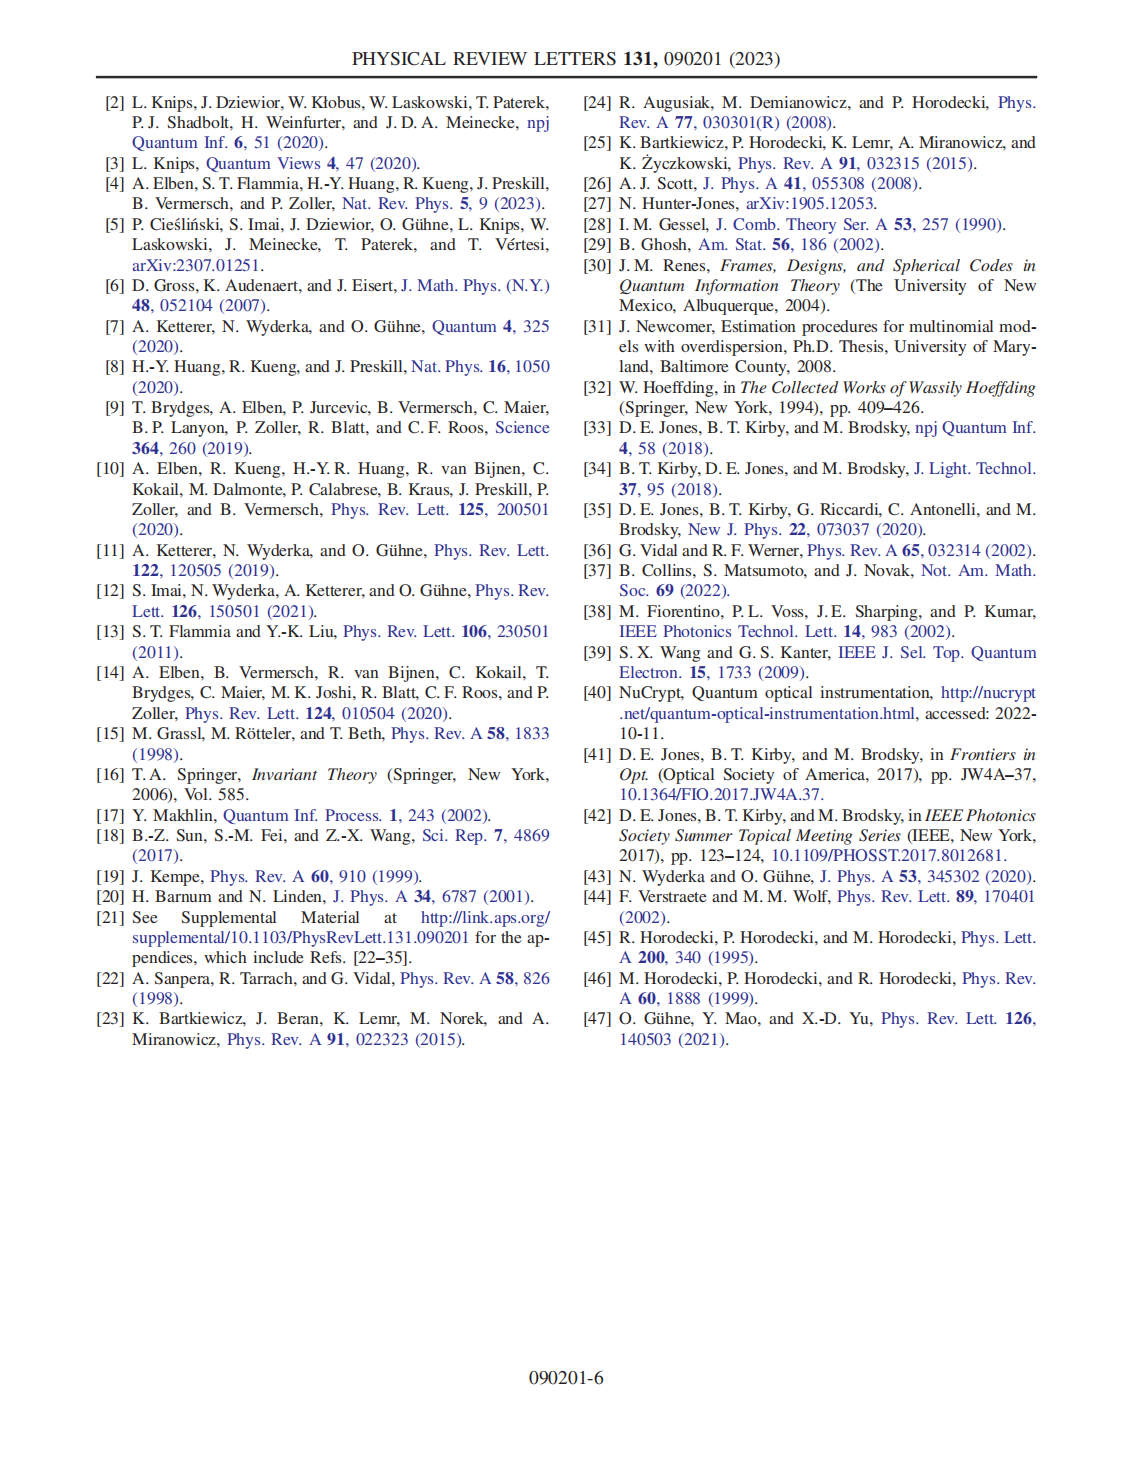 PHYSICAL REVIEW LETTERS 131, 090201 (2023)
[2] L. Knips, J. Dziewior, W. Kłobus, W. Laskowski, T. Paterek,
P. J. Shadbolt, H. Weinfurter, and J. D. A. Meinecke, npj
Quantum Inf. 6, 51 (2020).
[3] L. Knips, Quantum Views 4, 47 (2020).
[4] A. Elben, S. T. Flammia, H.-Y. Huang, R. Kueng, J. Preskill,
B. Vermersch, and P. Zoller, Nat. Rev. Phys. 5, 9 (2023).
[5] P. Cieśliński, S. Imai, J. Dziewior, O. Gühne, L. Knips, W.
Laskowski, J. Meinecke, T. Paterek, and T. Vértesi,
arXiv:2307.01251.
[6] D. Gross, K. Audenaert, and J. Eisert, J. Math. Phys. (N.Y.)
48, 052104 (2007).
[7] A. Ketterer, N. Wyderka, and O. Gühne, Quantum 4, 325
(2020).
[8] H.-Y. Huang, R. Kueng, and J. Preskill, Nat. Phys. 16, 1050
(2020).
[9] T. Brydges, A. Elben, P. Jurcevic, B. Vermersch, C. Maier,
B. P. Lanyon, P. Zoller, R. Blatt, and C. F. Roos, Science
364, 260 (2019).
[10] A. Elben, R. Kueng, H.-Y. R. Huang, R. van Bijnen, C.
Kokail, M. Dalmonte, P. Calabrese, B. Kraus, J. Preskill, P.
Zoller, and B. Vermersch, Phys. Rev. Lett. 125, 200501
(2020).
[11] A. Ketterer, N. Wyderka, and O. Gühne, Phys. Rev. Lett.
122, 120505 (2019).
[12] S. Imai, N. Wyderka, A. Ketterer, and O. Gühne, Phys. Rev.
Lett. 126, 150501 (2021).
[13] S. T. Flammia and Y.-K. Liu, Phys. Rev. Lett. 106, 230501
(2011).
[14] A. Elben, B. Vermersch, R. van Bijnen, C. Kokail, T.
Brydges, C. Maier, M. K. Joshi, R. Blatt, C. F. Roos, and P.
Zoller, Phys. Rev. Lett. 124, 010504 (2020).
[15] M. Grassl, M. Rötteler, and T. Beth, Phys. Rev. A 58, 1833
(1998).
[16] T. A. Springer, Invariant Theory (Springer, New York,
2006), Vol. 585.
[17] Y. Makhlin, Quantum Inf. Process. 1, 243 (2002).
[18] B.-Z. Sun, S.-M. Fei, and Z.-X. Wang, Sci. Rep. 7, 4869
(2017).
[19] J. Kempe, Phys. Rev. A 60, 910 (1999).
[20] H. Barnum and N. Linden, J. Phys. A 34, 6787 (2001).
[21] See Supplemental Material at http://link.aps.org/
supplemental/10.1103/PhysRevLett.131.090201 for the ap-
pendices, which include Refs. [22–35].
[22] A. Sanpera, R. Tarrach, and G. Vidal, Phys. Rev. A 58, 826
(1998).
[23] K. Bartkiewicz, J. Beran, K. Lemr, M. Norek, and A.
Miranowicz, Phys. Rev. A 91, 022323 (2015).
[24] R. Augusiak, M. Demianowicz, and P. Horodecki, Phys.
Rev. A 77, 030301(R) (2008).
[25] K. Bartkiewicz, P. Horodecki, K. Lemr, A. Miranowicz, and
K. Życzkowski, Phys. Rev. A 91, 032315 (2015).
[26] A. J. Scott, J. Phys. A 41, 055308 (2008).
[27] N. Hunter-Jones, arXiv:1905.12053.
[28] I. M. Gessel, J. Comb. Theory Ser. A 53, 257 (1990).
[29] B. Ghosh, Am. Stat. 56, 186 (2002).
[30] J. M. Renes, Frames, Designs, and Spherical Codes in
Quantum Information Theory (The University of New
Mexico, Albuquerque, 2004).
[31] J. Newcomer, Estimation procedures for multinomial mod-
els with overdispersion, Ph.D. Thesis, University of Mary-
land, Baltimore County, 2008.
[32] W. Hoeffding, in The Collected Works of Wassily Hoeffding
(Springer, New York, 1994), pp. 409–426.
[33] D. E. Jones, B. T. Kirby, and M. Brodsky, npj Quantum Inf.
4, 58 (2018).
[34] B. T. Kirby, D. E. Jones, and M. Brodsky, J. Light. Technol.
37, 95 (2018).
[35] D. E. Jones, B. T. Kirby, G. Riccardi, C. Antonelli, and M.
Brodsky, New J. Phys. 22, 073037 (2020).
[36] G. Vidal and R. F. Werner, Phys. Rev. A 65, 032314 (2002).
[37] B. Collins, S. Matsumoto, and J. Novak, Not. Am. Math.
Soc. 69 (2022).
[38] M. Fiorentino, P. L. Voss, J. E. Sharping, and P. Kumar,
IEEE Photonics Technol. Lett. 14, 983 (2002).
[39] S. X. Wang and G. S. Kanter, IEEE J. Sel. Top. Quantum
Electron. 15, 1733 (2009).
[40] NuCrypt, Quantum optical instrumentation, http://nucrypt
.net/quantum-optical-instrumentation.html, accessed: 2022-
10-11.
[41] D. E. Jones, B. T. Kirby, and M. Brodsky, in Frontiers in
Opt. (Optical Society of America, 2017), pp. JW4A–37,
10.1364/FIO.2017.JW4A.37.
[42] D. E. Jones, B. T. Kirby, and M. Brodsky, in IEEE Photonics
Society Summer Topical Meeting Series (IEEE, New York,
2017), pp. 123–124, 10.1109/PHOSST.2017.8012681.
[43] N. Wyderka and O. Gühne, J. Phys. A 53, 345302 (2020).
[44] F. Verstraete and M. M. Wolf, Phys. Rev. Lett. 89, 170401
(2002).
[45] R. Horodecki, P. Horodecki, and M. Horodecki, Phys. Lett.
A 200, 340 (1995).
[46] M. Horodecki, P. Horodecki, and R. Horodecki, Phys. Rev.
A 60, 1888 (1999).
[47] O. Gühne, Y. Mao, and X.-D. Yu, Phys. Rev. Lett. 126,
140503 (2021).
090201-6